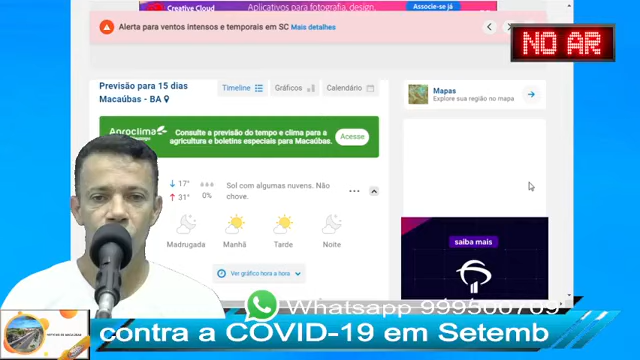 Creative Cloud
Aplicativos para fotografia, design,
Associe-se já
Alerta para ventos intensos e temporais em SC Mais detalhes
NO AR
Previsão para 15 dias
Macaúbas - BA
Timeline
Gráficos
Calendário
Mapas
Explore sua região no mapa
Agroclima
Consulte a previsão do tempo e clima para a
agricultura e boletins especiais para Macaúbas.
Acesse
17°
31°
0%
Sol com algumas nuvens. Não
chove.
Madrugada
Manhã
Tarde
Noite
Ver gráfico hora a hora
saiba mais
Whatsapp 999500769
contra a COVID-19 em Setemb